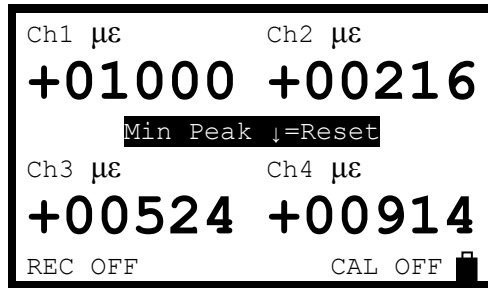 Ch1 με Ch2 με
+01000 +00216
Min Peak ↓=Reset
Ch3 με Ch4 με
+00524 +00914
REC OFF CAL OFF